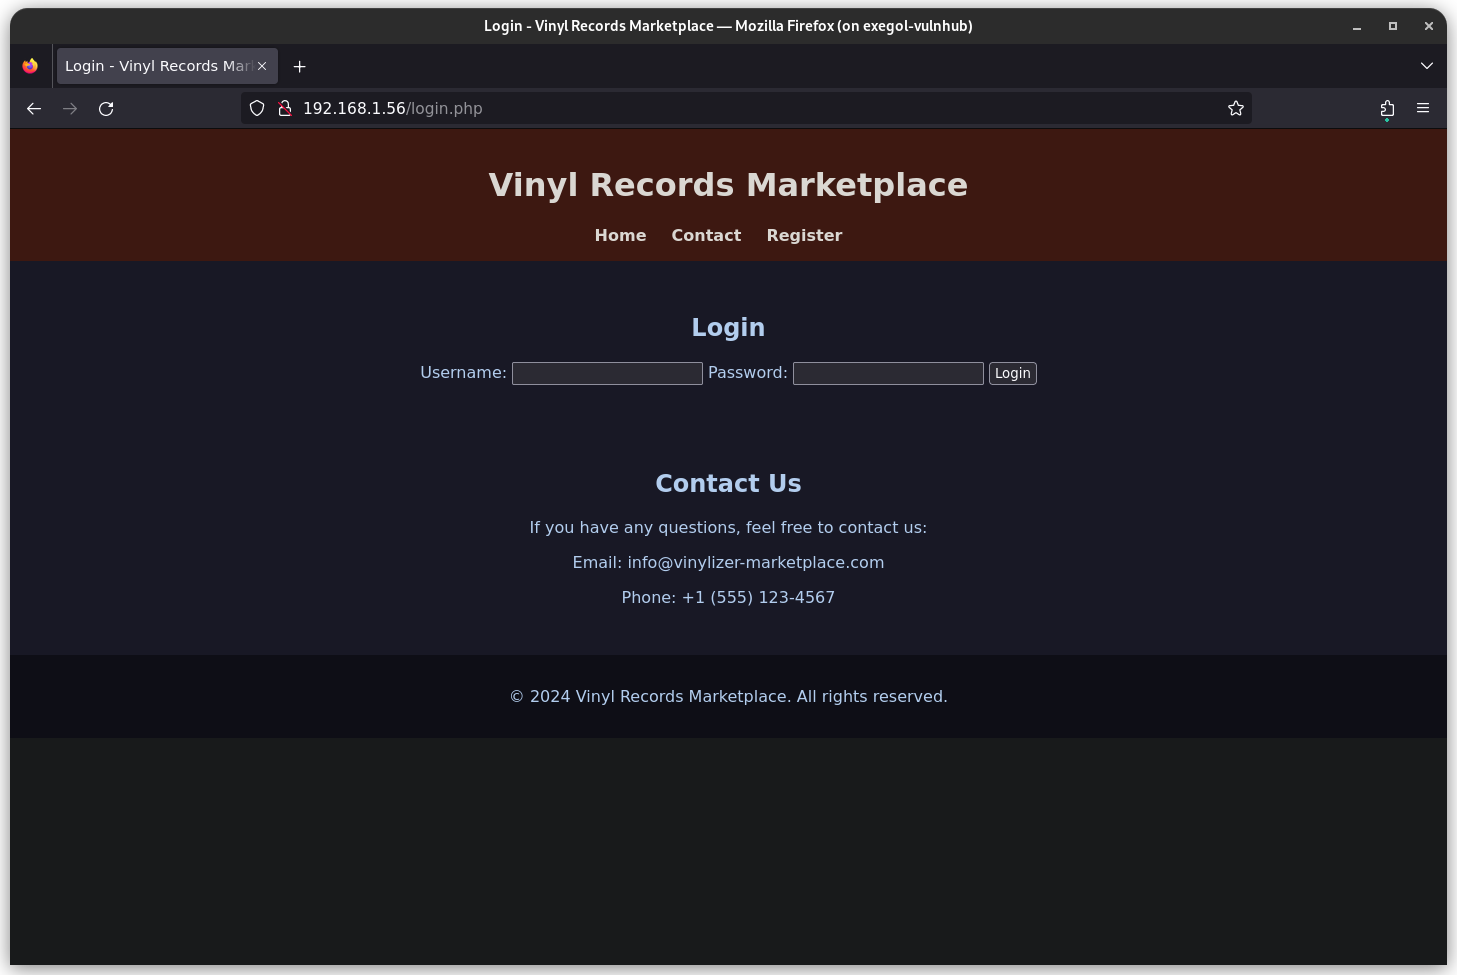 Login - Vinyl Records Marketplace — Mozilla Firefox (on exegol-vulnhub)
Login - Vinyl Records Mar
192.168.1.56/login.php
Vinyl Records Marketplace
Home Contact Register
Login
Username: Password: Login
Contact Us
If you have any questions, feel free to contact us:
Email: info@vinylizer-marketplace.com
Phone: +1 (555) 123-4567
© 2024 Vinyl Records Marketplace. All rights reserved.